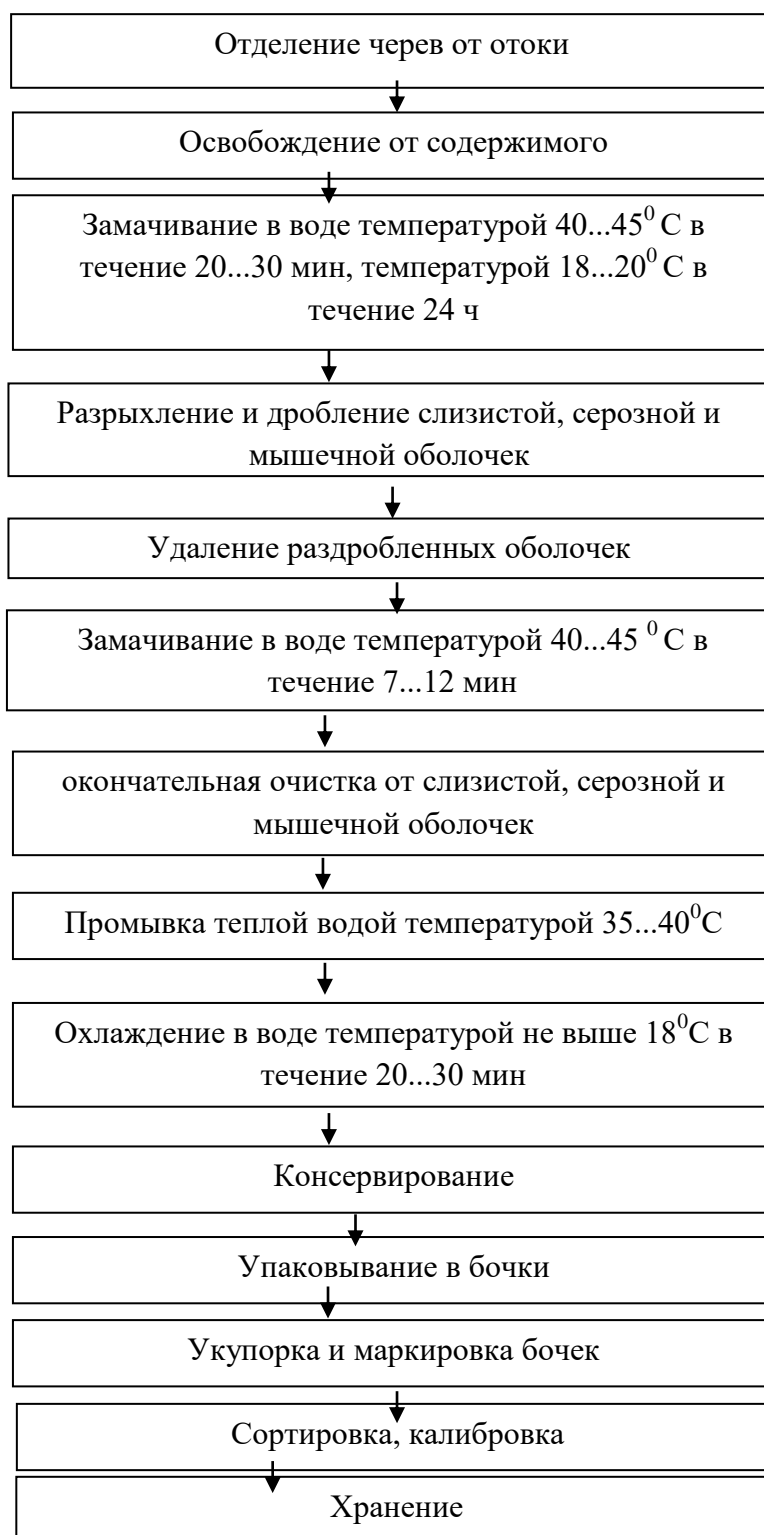 Отделение черев от отоки
Освобождение от содержимого
Замачивание в воде температурой 40...45⁰ С в
течение 20...30 мин, температурой 18...20⁰ С в
течение 24 ч
Разрыхление и дробление слизистой, серозной и
мышечной оболочек
Удаление раздробленных оболочек
Замачивание в воде температурой 40...45 ⁰ С в
течение 7...12 мин
окончательная очистка от слизистой, серозной и
мышечной оболочек
Промывка теплой водой температурой 35...40⁰С
Охлаждение в воде температурой не выше 18⁰С в
течение 20...30 мин
Консервирование
Упаковывание в бочки
Укупорка и маркировка бочек
Сортировка, калибровка
Хранение